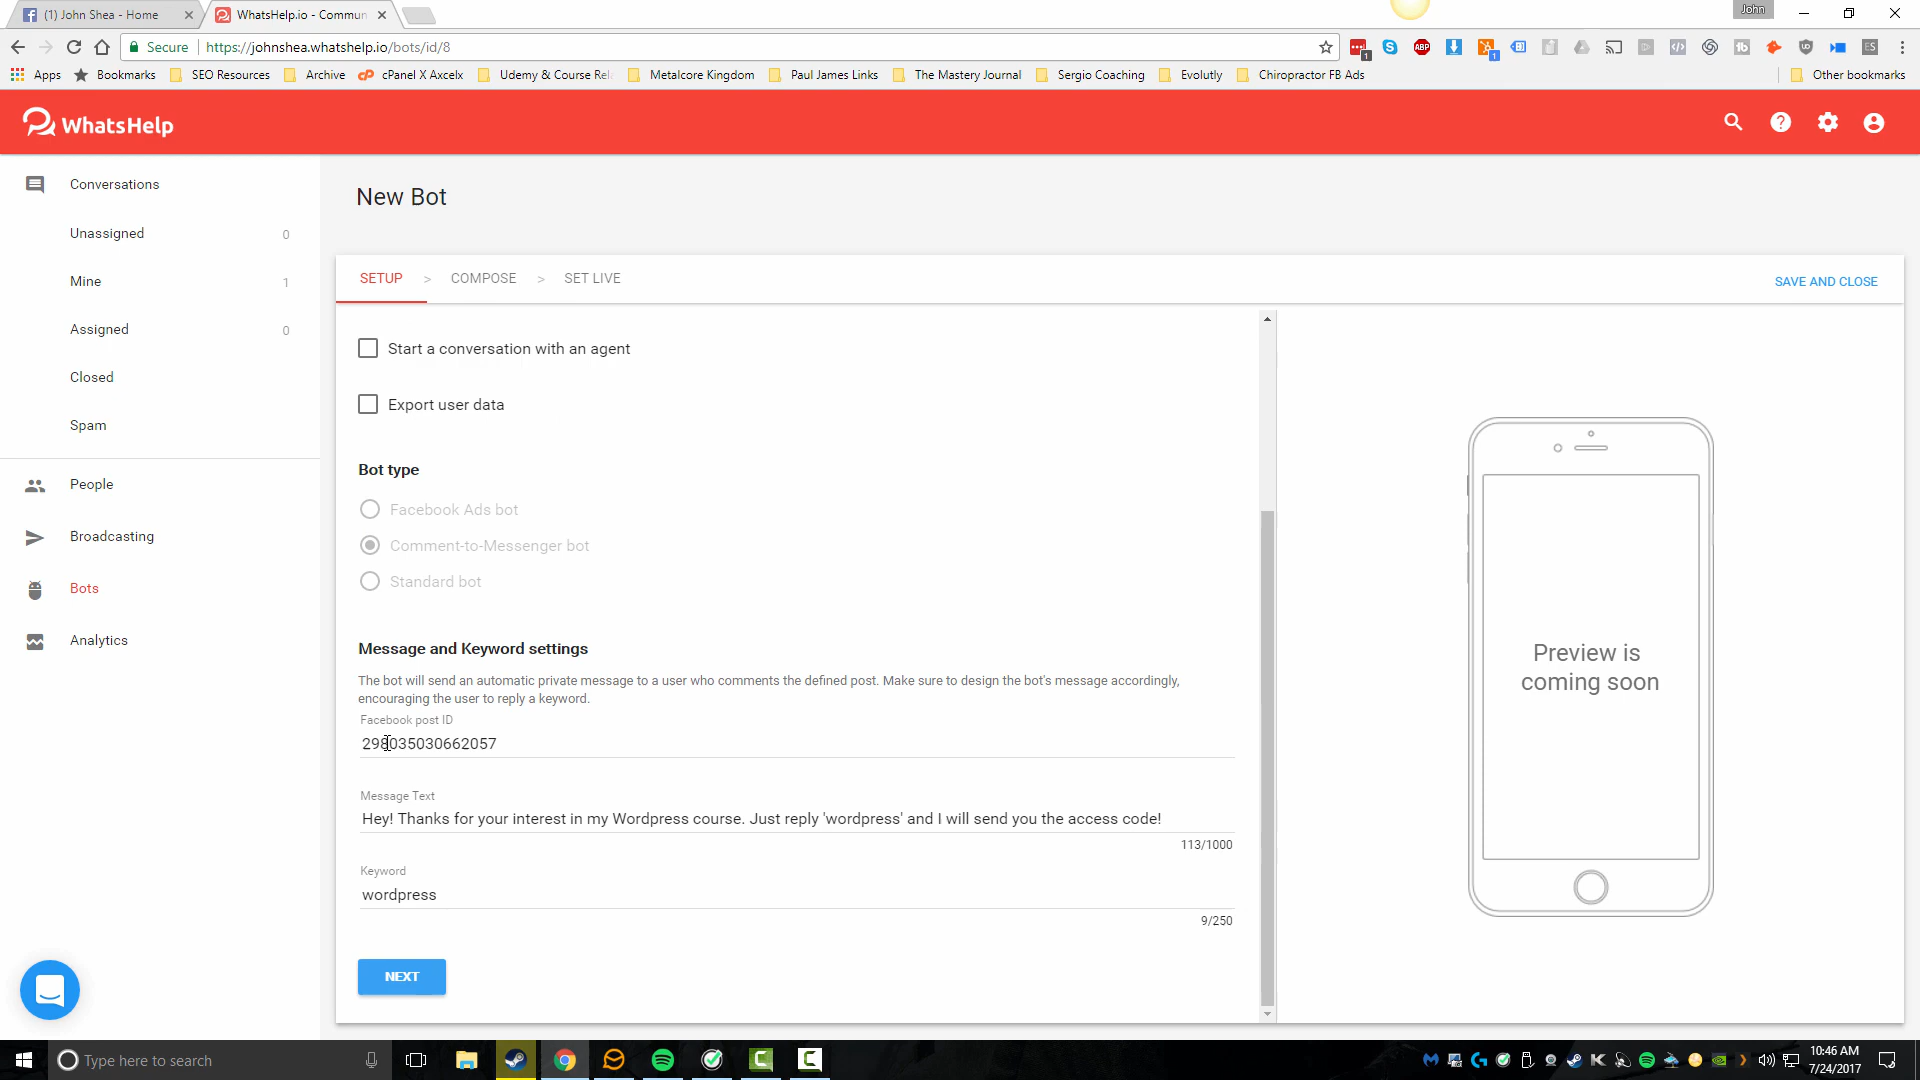 (1) John Shea - Home
WhatsHelp.io - Commun
John
Secure
https://johnshea.whatshelp.io/bots/id/8
Apps
Bookmarks
SEO Resources
Archive
cPanel X Axcelx
Udemy & Course Rel
Metalcore Kingdom
Paul James Links
The Mastery Journal
Sergio Coaching
Evolutly
Chiropractor FB Ads
Other bookmarks
WhatsHelp
Conversations
Unassigned 0
Mine 1
Assigned 0
Closed
Spam
People
Broadcasting
Bots
Analytics
New Bot
SETUP > COMPOSE > SET LIVE
SAVE AND CLOSE
Start a conversation with an agent
Export user data
Bot type
Facebook Ads bot
Comment-to-Messenger bot
Standard bot
Message and Keyword settings
The bot will send an automatic private message to a user who comments the defined post. Make sure to design the bot's message accordingly,
encouraging the user to reply a keyword.
Facebook post ID
298035030662057
Message Text
Hey! Thanks for your interest in my Wordpress course. Just reply 'wordpress' and I will send you the access code!
113/1000
Keyword
wordpress
9/250
NEXT
Preview is
coming soon
Type here to search
10:46 AM
7/24/2017